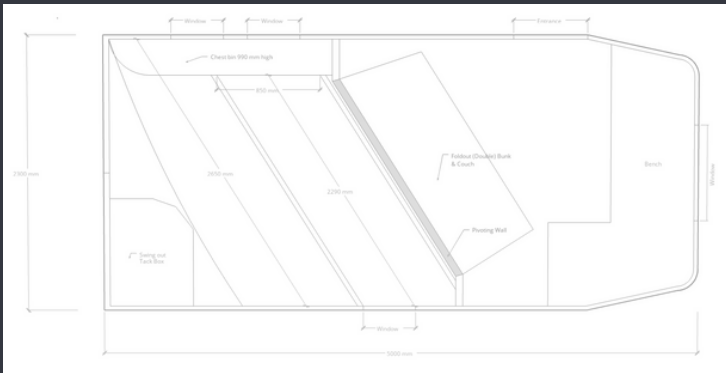 Window
Window
Entrance
Chest bin 990 mm high
850 mm
2300 mm
2650 mm
2290 mm
Foldout (Double) Bunk
& Couch
Bench
Window
Pivoting Wall
Swing out
Tack Box
Window
5000 mm